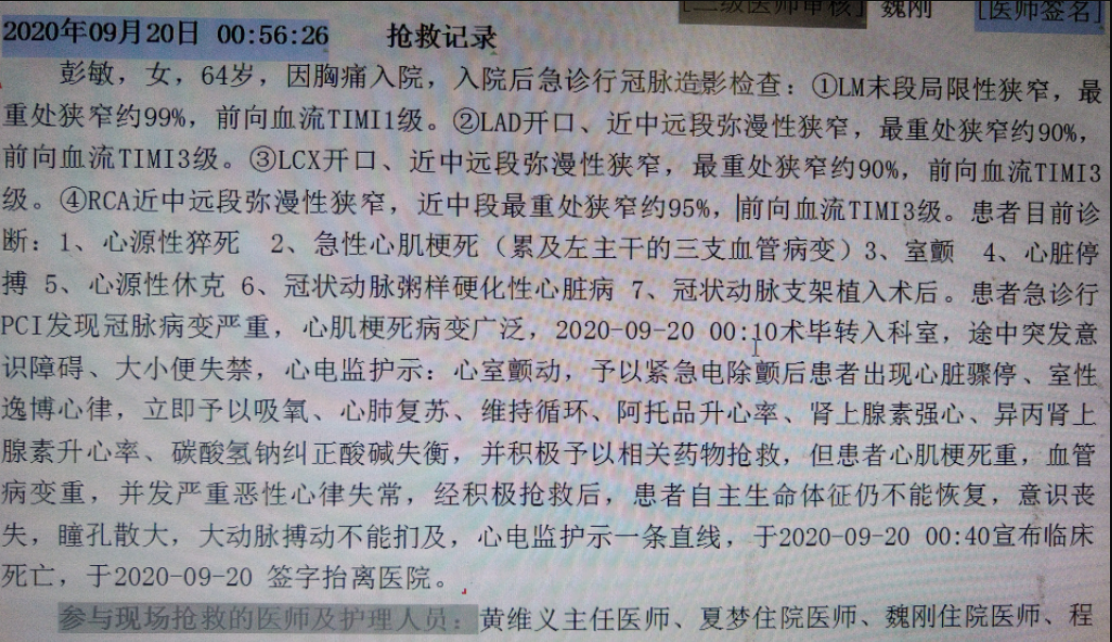 [二级医师审核] 魏刚 [医师签名]
2020年09月20日 00:56:26 抢救记录
彭敏，女，64岁，因胸痛入院，入院后急诊行冠脉造影检查：①LM末段局限性狭窄，最
重处狭窄约99%，前向血流TIMI1级。②LAD开口、近中远段弥漫性狭窄，最重处狭窄约90%，
前向血流TIMI3级。③LCX开口、近中远段弥漫性狭窄，最重处狭窄约90%，前向血流TIMI3
级。④RCA近中远段弥漫性狭窄，近中段最重处狭窄约95%，前向血流TIMI3级。患者目前诊
断：1、心源性猝死 2、急性心肌梗死（累及左主干的三支血管病变）3、室颤 4、心脏停
搏 5、心源性休克 6、冠状动脉粥样硬化性心脏病 7、冠状动脉支架植入术后。患者急诊行
PCI发现冠脉病变严重，心肌梗死病变广泛，2020-09-20 00:10术毕转入科室，途中突发意
识障碍、大小便失禁，心电监护示：心室颤动，予以紧急电除颤后患者出现心脏骤停、室性
逸博心律，立即予以吸氧、心肺复苏、维持循环、阿托品升心率、肾上腺素强心、异丙肾上
腺素升心率、碳酸氢钠纠正酸碱失衡，并积极予以相关药物抢救，但患者心肌梗死重，血管
病变重，并发严重恶性心律失常，经积极抢救后，患者自主生命体征仍不能恢复，意识丧
失，瞳孔散大，大动脉搏动不能扪及，心电监护示一条直线，于2020-09-20 00:40宣布临床
死亡，于2020-09-20 签字抬离医院。
参与现场抢救的医师及护理人员：黄维义主任医师、夏梦住院医师、魏刚住院医师、程